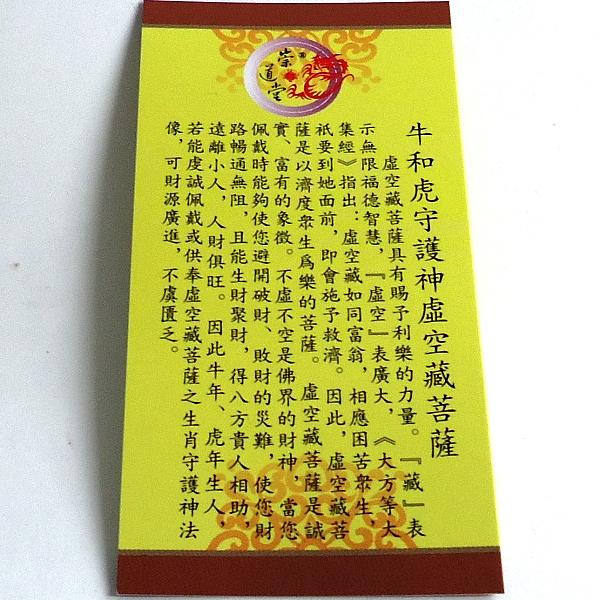 崇
道
堂
牛和虎守護神虛空藏菩薩
虛空藏菩薩具有賜予利樂的力量。『藏』表
示無限福德智慧，『虛空』表廣大，《大方等大
集經》指出：虛空藏如同富翁，相應困苦衆生，
祇要到她面前，即會施予救濟。因此，虛空藏菩
薩是以濟度衆生爲樂的菩薩。虛空藏菩薩是誠
實、富有的象徵。不虛不空是佛界的財神，當您
佩戴時能夠使您避開破財、敗財的災難，使您財
路暢通無阻，且能生財聚財，得八方貴人相助，
遠離小人，人財俱旺。因此牛年、虎年生人，
若能虔誠佩戴或供奉虛空藏菩薩之生肖守護神法
像，可財源廣進，不虞匱乏。